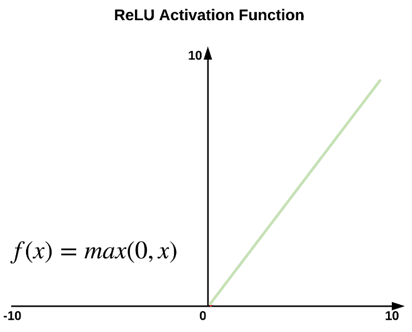 ReLU Activation Function
10
f(x) = max(0, x)
-10 0 10